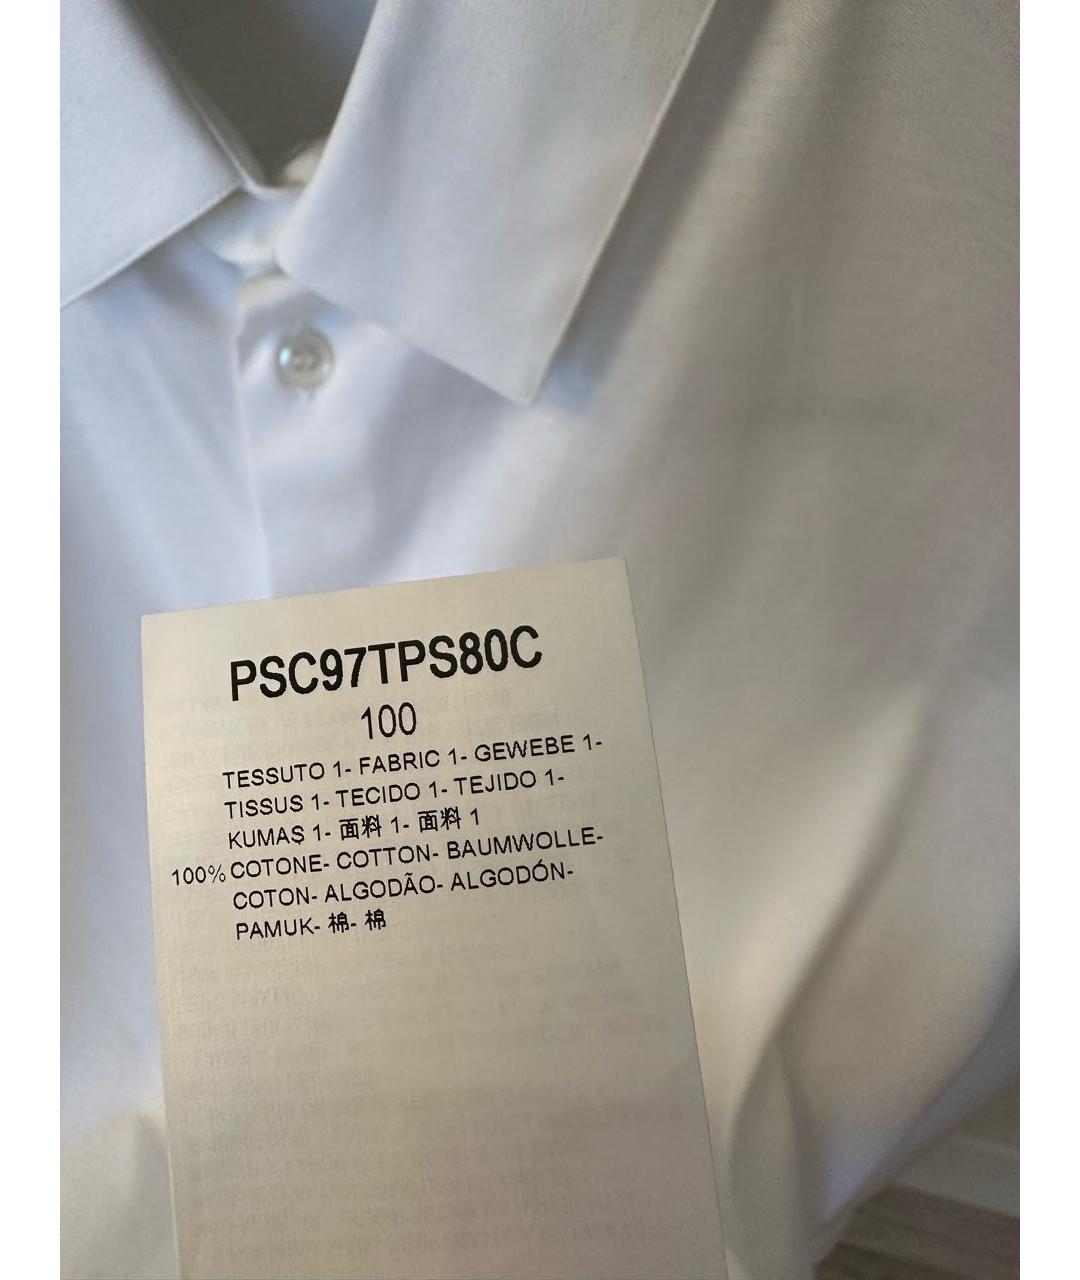 PSC97TPS80C
100
TESSUTO 1- FABRIC 1- GEWEBE 1-
TISSUS 1- TECIDO 1- TEJIDO 1-
KUMAŞ 1- 面料 1- 面料 1
100% COTONE- COTTON- BAUMWOLLE-
COTON- ALGODÃO- ALGODÓN-
PAMUK- 棉- 棉